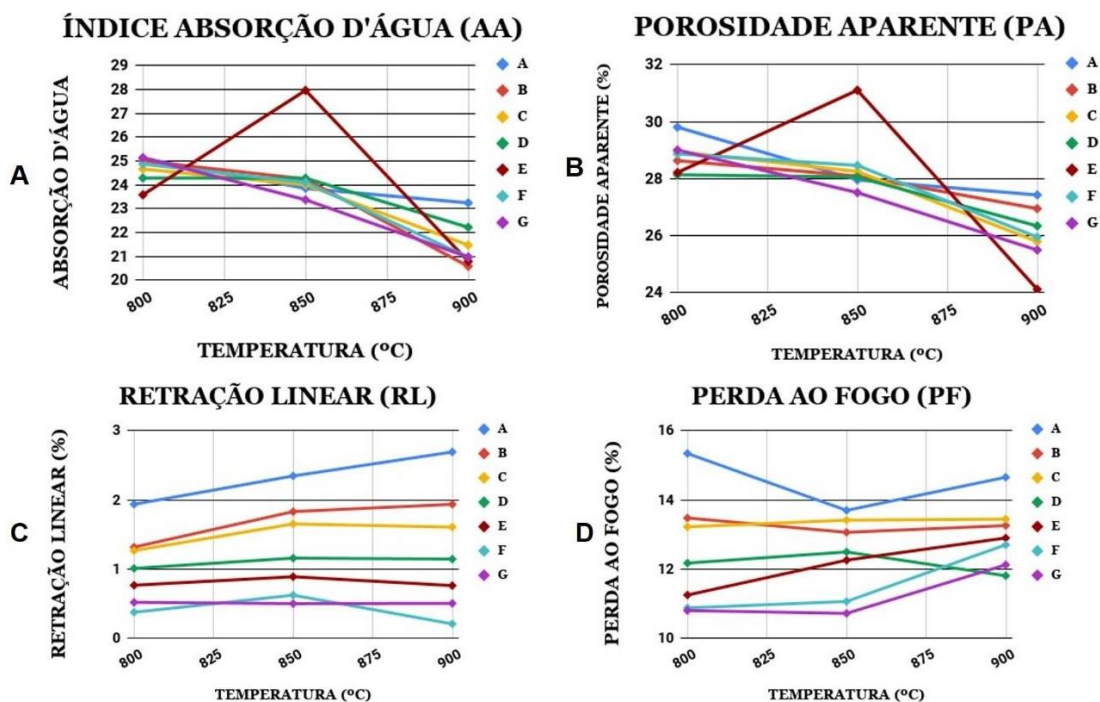 ÍNDICE ABSORÇÃO D'ÁGUA (AA)
A
ABSORÇÃO D'ÁGUA
29
28
27
26
25
24
23
22
21
20
800
825
850
875
900
TEMPERATURA (ºC)
A
B
C
D
E
F
G
POROSIDADE APARENTE (PA)
B
POROSIDADE APARENTE (%)
32
30
28
26
24
800
825
850
875
900
TEMPERATURA (ºC)
A
B
C
D
E
F
G
RETRAÇÃO LINEAR (RL)
C
RETRAÇÃO LINEAR (%)
3
2
1
0
800
825
850
875
900
TEMPERATURA (ºC)
A
B
C
D
E
F
G
PERDA AO FOGO (PF)
D
PERDA AO FOGO (%)
16
14
12
10
800
825
850
875
900
TEMPERATURA (ºC)
A
B
C
D
E
F
G